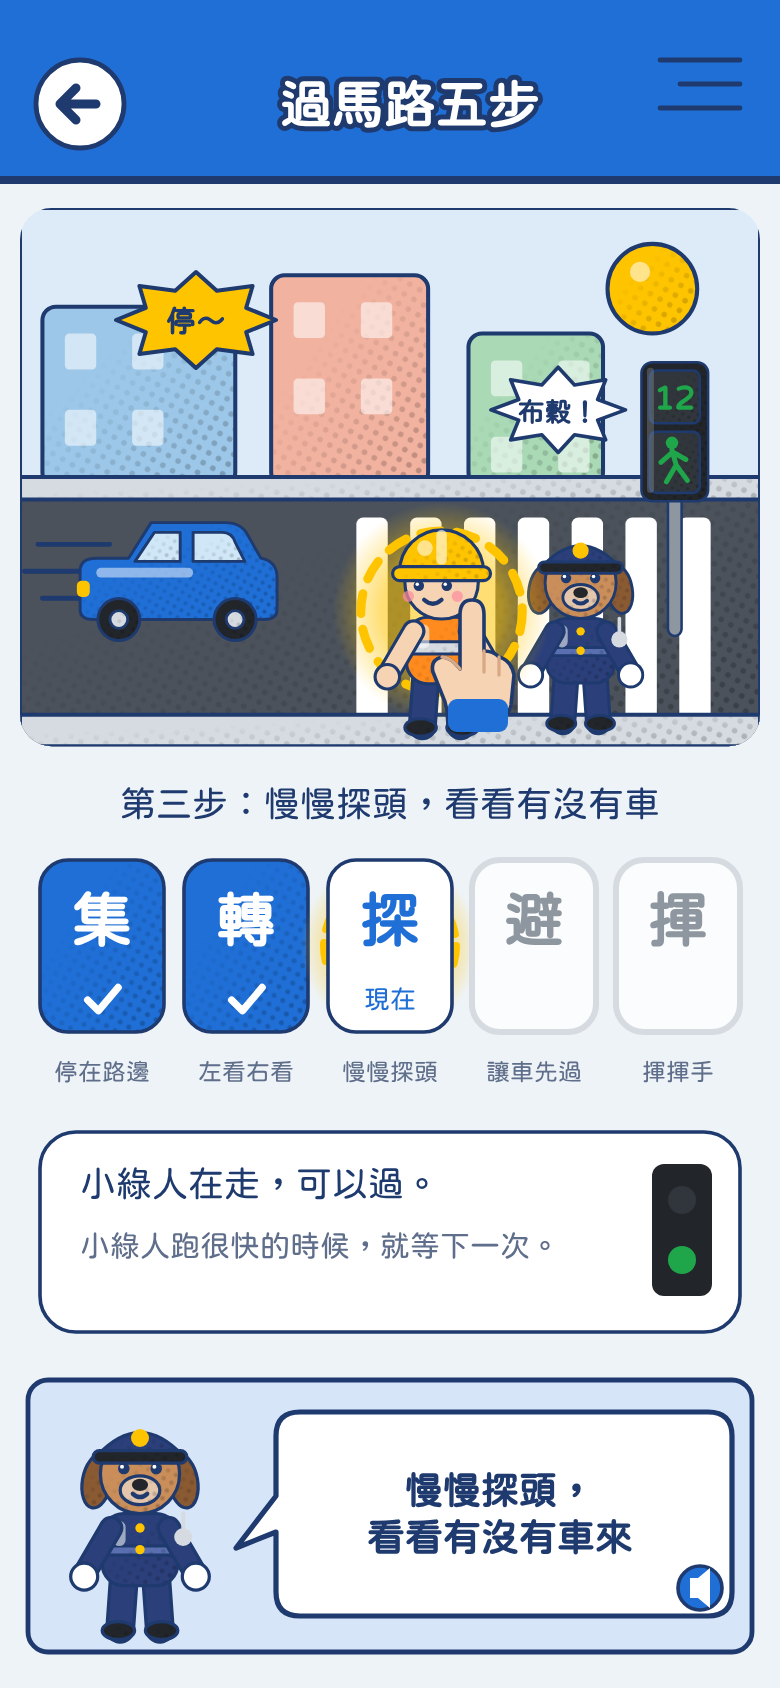 過馬路五步
停～
布穀！
12
第三步：慢慢探頭，看看有沒有車
集
轉
探
避
揮
現在
停在路邊
左看右看
慢慢探頭
讓車先過
揮揮手
小綠人在走，可以過。
小綠人跑很快的時候，就等下一次。
慢慢探頭，
看看有沒有車來